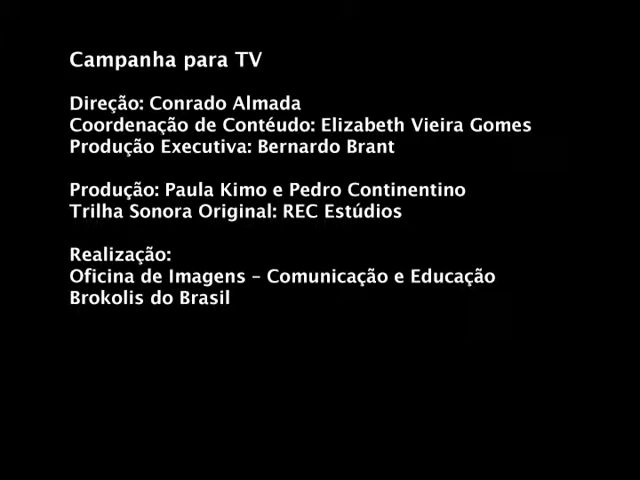 Campanha para TV
Direção: Conrado Almada
Coordenação de Contéudo: Elizabeth Vieira Gomes
Produção Executiva: Bernardo Brant
Produção: Paula Kimo e Pedro Continentino
Trilha Sonora Original: REC Estúdios
Realização:
Oficina de Imagens – Comunicação e Educação
Brokolis do Brasil